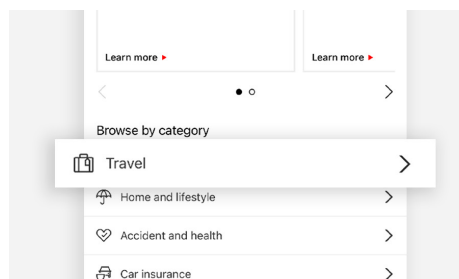 Learn more
Learn more
Browse by category
Travel
Home and lifestyle
Accident and health
Car insurance